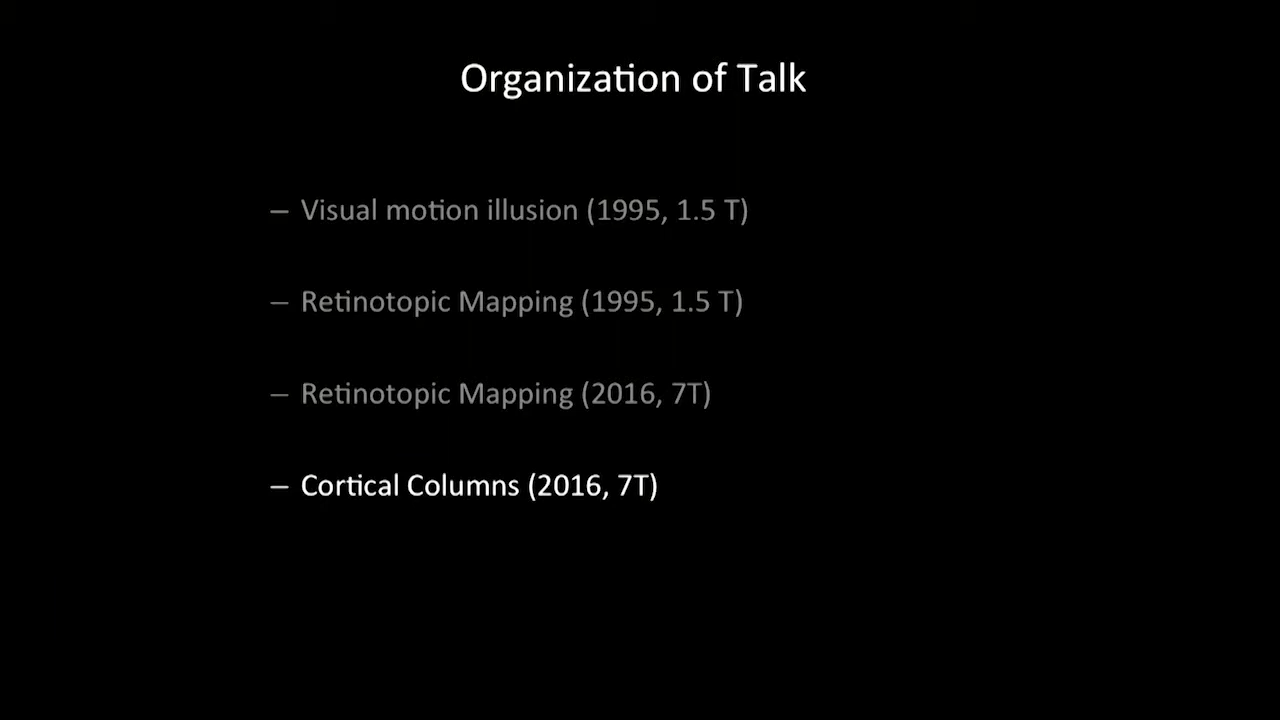 Organization of Talk
– Visual motion illusion (1995, 1.5 T)
– Retinotopic Mapping (1995, 1.5 T)
– Retinotopic Mapping (2016, 7T)
– Cortical Columns (2016, 7T)